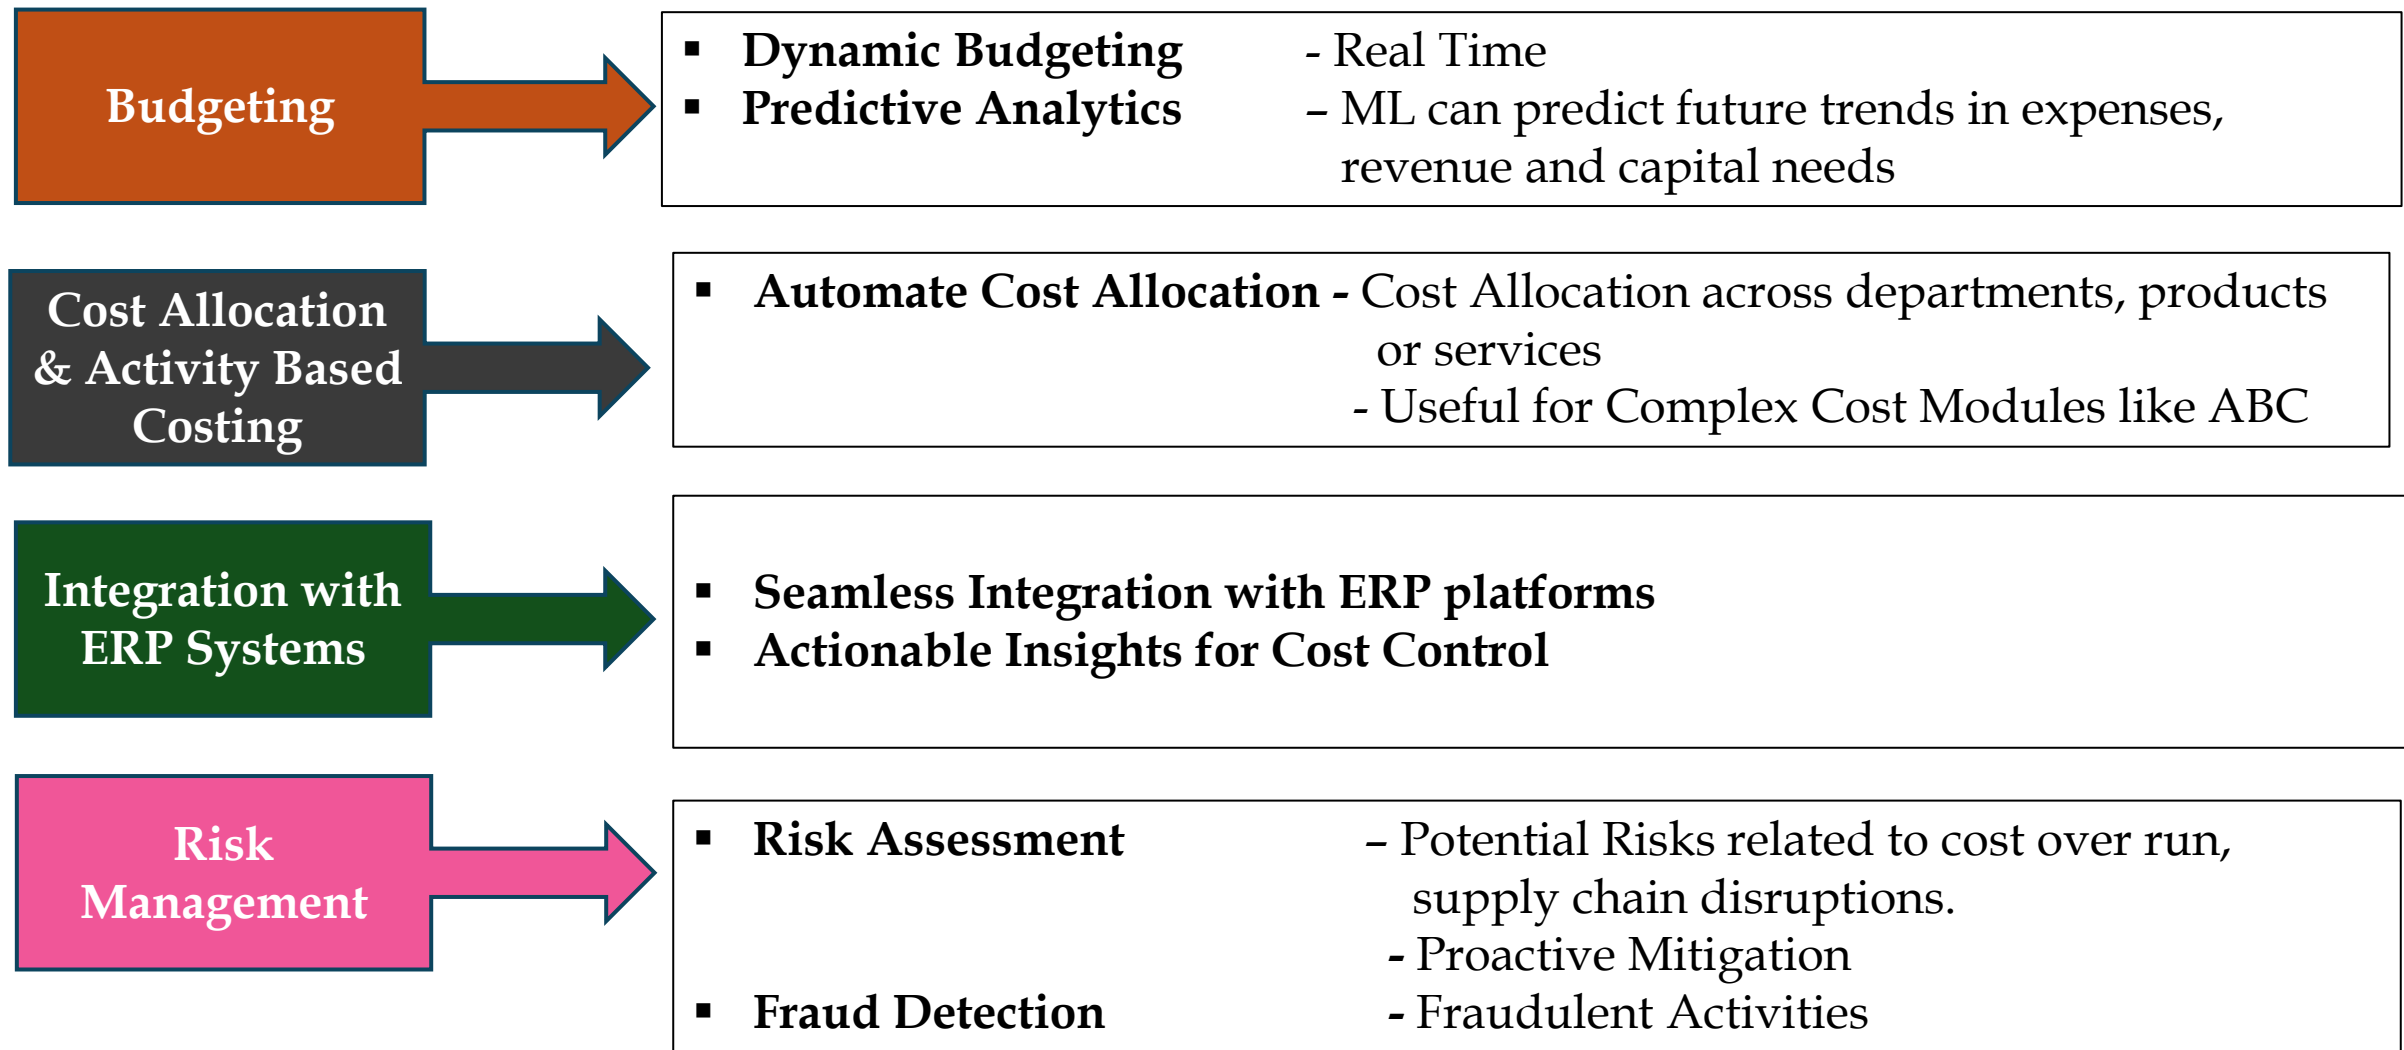 Budgeting
▪ Dynamic Budgeting - Real Time
▪ Predictive Analytics – ML can predict future trends in expenses,
revenue and capital needs
Cost Allocation
& Activity Based
Costing
▪ Automate Cost Allocation - Cost Allocation across departments, products
or services
- Useful for Complex Cost Modules like ABC
Integration with
ERP Systems
▪ Seamless Integration with ERP platforms
▪ Actionable Insights for Cost Control
Risk
Management
▪ Risk Assessment – Potential Risks related to cost over run,
supply chain disruptions.
- Proactive Mitigation
▪ Fraud Detection - Fraudulent Activities